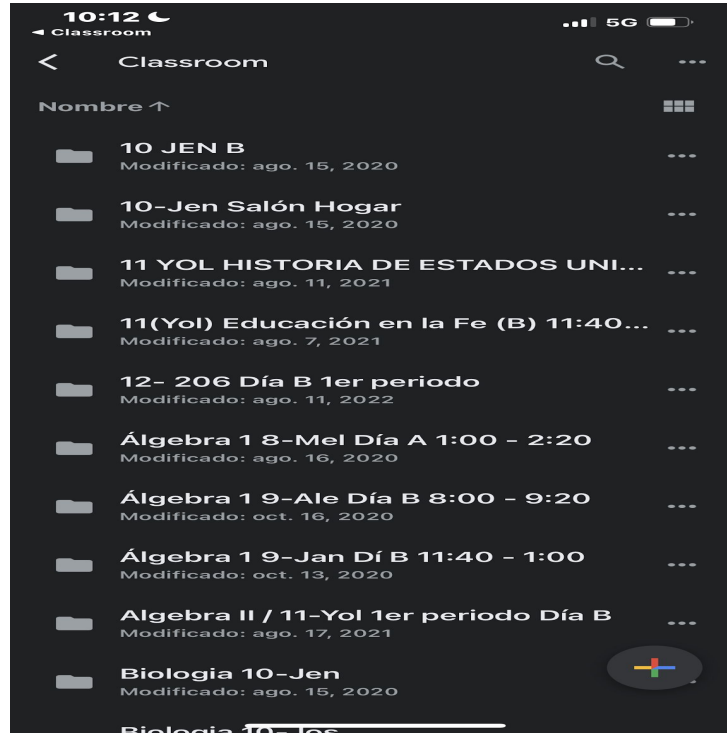 10:12
◄ Classroom
5G
Classroom
Nombre ↑
10 JEN B
Modificado: ago. 15, 2020
10-Jen Salón Hogar
Modificado: ago. 15, 2020
11 YOL HISTORIA DE ESTADOS UNI...
Modificado: ago. 11, 2021
11(Yol) Educación en la Fe (B) 11:40...
Modificado: ago. 7, 2021
12- 206 Día B 1er periodo
Modificado: ago. 11, 2022
Álgebra 1 8-Mel Día A 1:00 - 2:20
Modificado: ago. 16, 2020
Álgebra 1 9-Ale Día B 8:00 - 9:20
Modificado: oct. 16, 2020
Álgebra 1 9-Jan Dí B 11:40 - 1:00
Modificado: oct. 13, 2020
Algebra II / 11-Yol 1er periodo Día B
Modificado: ago. 17, 2021
Biologia 10-Jen
Modificado: ago. 15, 2020
Biologia 10-Jos